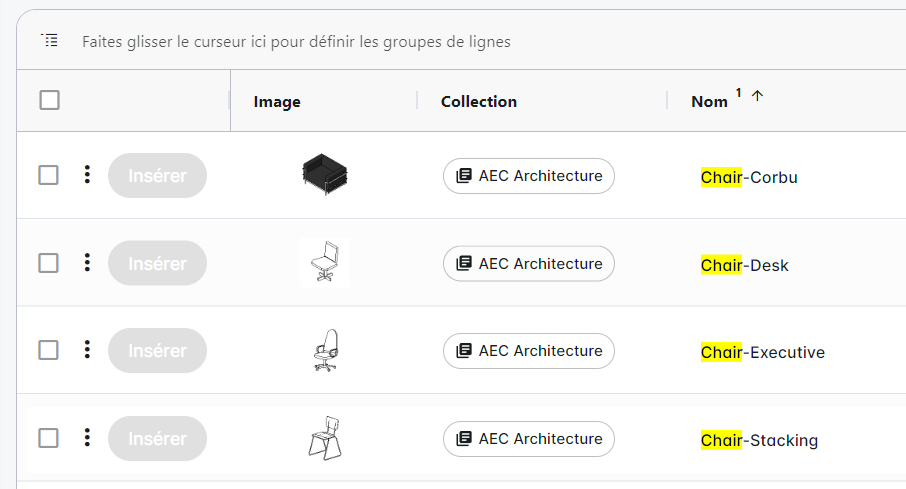 Faites glisser le curseur ici pour définir les groupes de lignes
Image Collection Nom 1
Insérer AEC Architecture Chair-Corbu
Insérer AEC Architecture Chair-Desk
Insérer AEC Architecture Chair-Executive
Insérer AEC Architecture Chair-Stacking